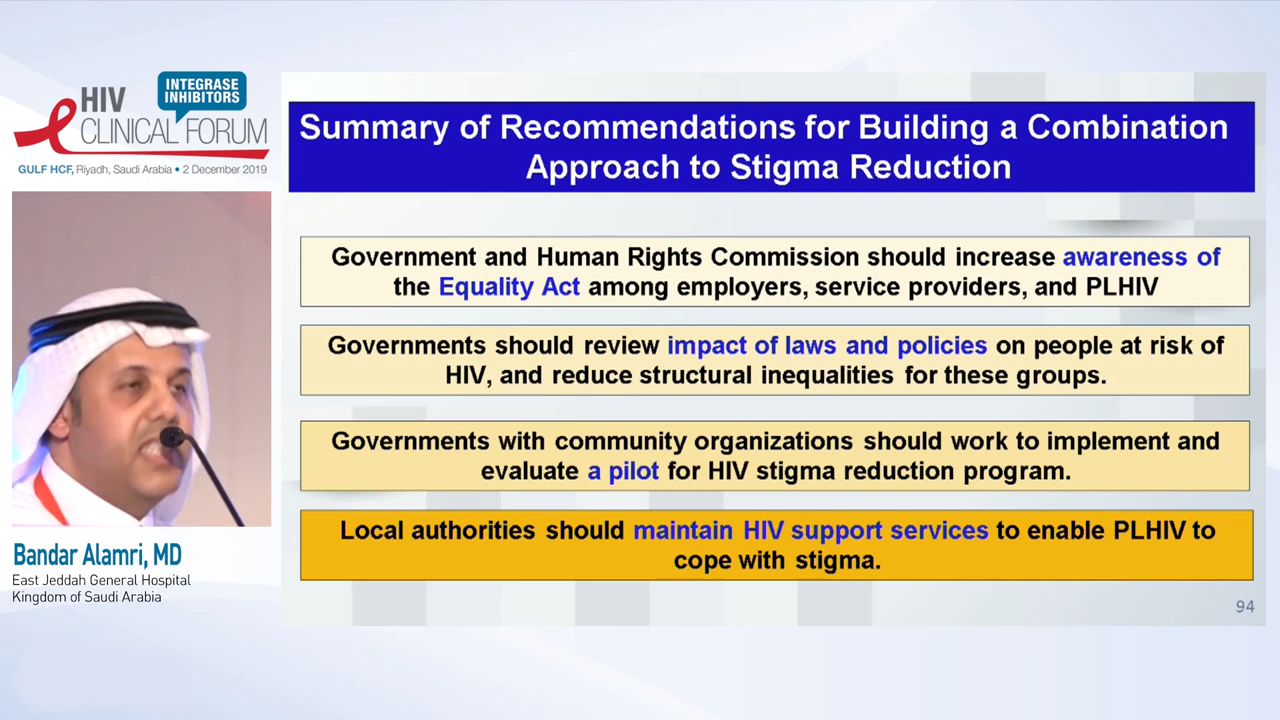 INTEGRASE
INHIBITORS
HIV
CLINICAL FORUM
GULF HCF, Riyadh, Saudi Arabia • 2 December 2019
Summary of Recommendations for Building a Combination
Approach to Stigma Reduction
Government and Human Rights Commission should increase awareness of
the Equality Act among employers, service providers, and PLHIV
Governments should review impact of laws and policies on people at risk of
HIV, and reduce structural inequalities for these groups.
Governments with community organizations should work to implement and
evaluate a pilot for HIV stigma reduction program.
Local authorities should maintain HIV support services to enable PLHIV to
cope with stigma.
94
Bandar Alamri, MD
East Jeddah General Hospital
Kingdom of Saudi Arabia